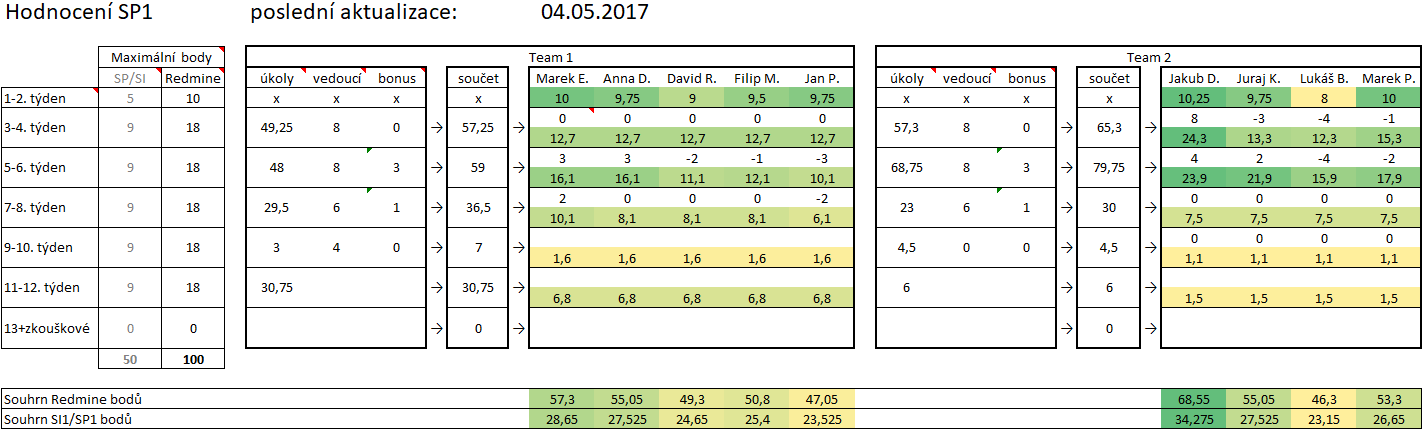 Hodnocení SP1 poslední aktualizace: 04.05.2017
Maximální body Team 1 Team 2
SP/SI Redmine úkoly vedoucí bonus součet Marek E. Anna D. David R. Filip M. Jan P. úkoly vedoucí bonus součet Jakub D. Juraj K. Lukáš B. Marek P.
1-2. týden 5 10 x x x x 10 9,75 9 9,5 9,75 x x x x 10,25 9,75 8 10
0 0 0 0 0 8 -3 -4 -1
3-4. týden 9 18 49,25 8 0 → 57,25 → 57,3 8 0 → 65,3 →
12,7 12,7 12,7 12,7 12,7 24,3 13,3 12,3 15,3
3 3 -2 -1 -3 4 2 -4 -2
5-6. týden 9 18 48 8 3 → 59 → 68,75 8 3 → 79,75 →
16,1 16,1 11,1 12,1 10,1 23,9 21,9 15,9 17,9
2 0 0 0 -2 0 0 0 0
7-8. týden 9 18 29,5 6 1 → 36,5 → 23 6 1 → 30 →
10,1 8,1 8,1 8,1 6,1 7,5 7,5 7,5 7,5
0 0 0 0
9-10. týden 9 18 3 4 0 → 7 → 4,5 0 0 → 4,5 →
1,6 1,6 1,6 1,6 1,6 1,1 1,1 1,1 1,1
11-12. týden 9 18 30,75 → 30,75 → 6 → 6 →
6,8 6,8 6,8 6,8 6,8 1,5 1,5 1,5 1,5
13+zkouškové 0 0 → 0 → → 0 →
50 100
Souhrn Redmine bodů 57,3 55,05 49,3 50,8 47,05 68,55 55,05 46,3 53,3
Souhrn SI1/SP1 bodů 28,65 27,525 24,65 25,4 23,525 34,275 27,525 23,15 26,65